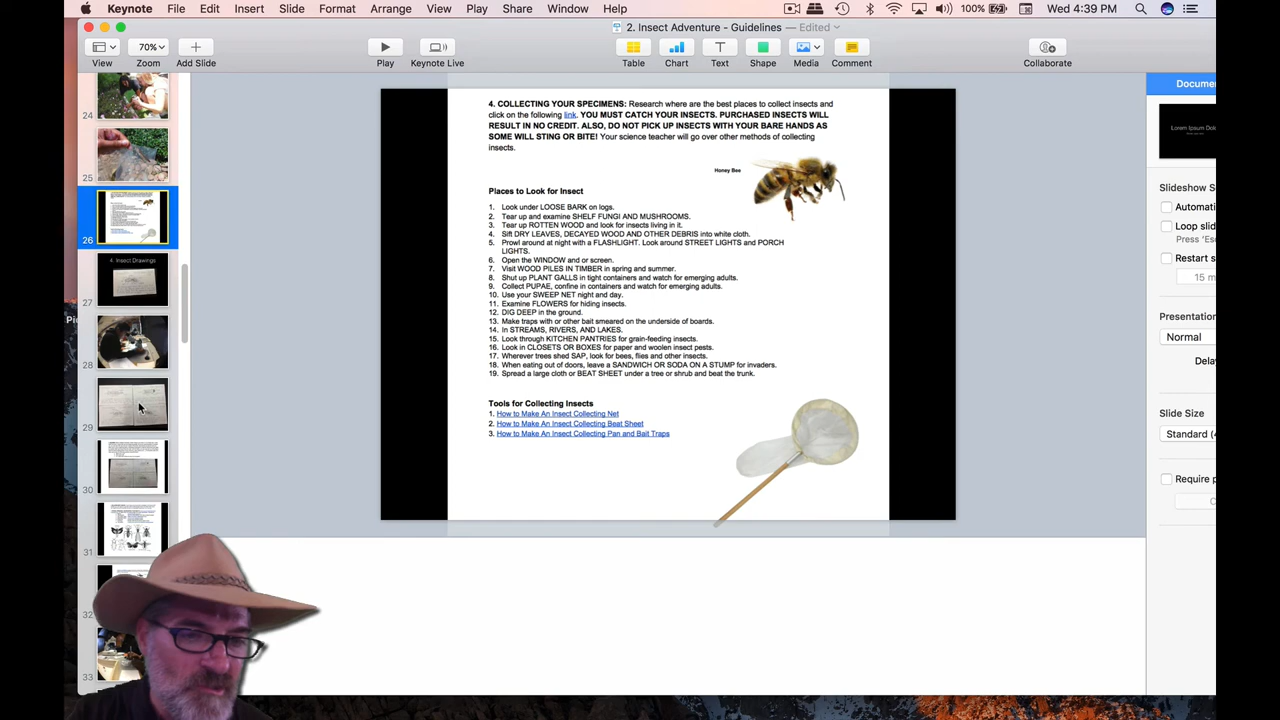 Keynote File Edit Insert Slide Format Arrange View Play Share Window Help 100% Wed 4:39 PM
2. Insect Adventure - Guidelines — Edited
70%
View Zoom Add Slide Play Keynote Live Table Chart Text Shape Media Comment Collaborate
24
25
26
4. Insect Drawings
27
28
29
30
31
32
33
4. COLLECTING YOUR SPECIMENS: Research where are the best places to collect insects and
click on the following link. YOU MUST CATCH YOUR INSECTS. PURCHASED INSECTS WILL
RESULT IN NO CREDIT. ALSO, DO NOT PICK UP INSECTS WITH YOUR BARE HANDS AS
SOME WILL STING OR BITE! Your science teacher will go over other methods of collecting
insects.
Honey Bee
Places to Look for Insect
1. Look under LOOSE BARK on logs.
2. Tear up and examine SHELF FUNGI AND MUSHROOMS.
3. Tear up ROTTEN WOOD and look for insects living in it.
4. Sift DRY LEAVES, DECAYED WOOD AND OTHER DEBRIS into white cloth.
5. Prowl around at night with a FLASHLIGHT. Look around STREET LIGHTS and PORCH
LIGHTS.
6. Open the WINDOW and or screen.
7. Visit WOOD PILES IN TIMBER in spring and summer.
8. Shut up PLANT GALLS in tight containers and watch for emerging adults.
9. Collect PUPAE, confine in containers and watch for emerging adults.
10. Use your SWEEP NET night and day.
11. Examine FLOWERS for hiding insects.
12. DIG DEEP in the ground.
13. Make traps with or other bait smeared on the underside of boards.
14. In STREAMS, RIVERS, AND LAKES.
15. Look through KITCHEN PANTRIES for grain-feeding insects.
16. Look in CLOSETS OR BOXES for paper and woolen insect pests.
17. Wherever trees shed SAP, look for bees, flies and other insects.
18. When eating out of doors, leave a SANDWICH OR SODA ON A STUMP for invaders.
19. Spread a large cloth or BEAT SHEET under a tree or shrub and beat the trunk.
Tools for Collecting Insects
1. How to Make An Insect Collecting Net
2. How to Make An Insect Collecting Beat Sheet
3. How to Make An Insect Collecting Pan and Bait Traps
Docume
Lorem Ipsum Dol
Slideshow Se
Automati
Loop slid
Press 'Es
Restart s
15 m
Presentation
Normal
Delay
Slide Size
Standard (4
Require p